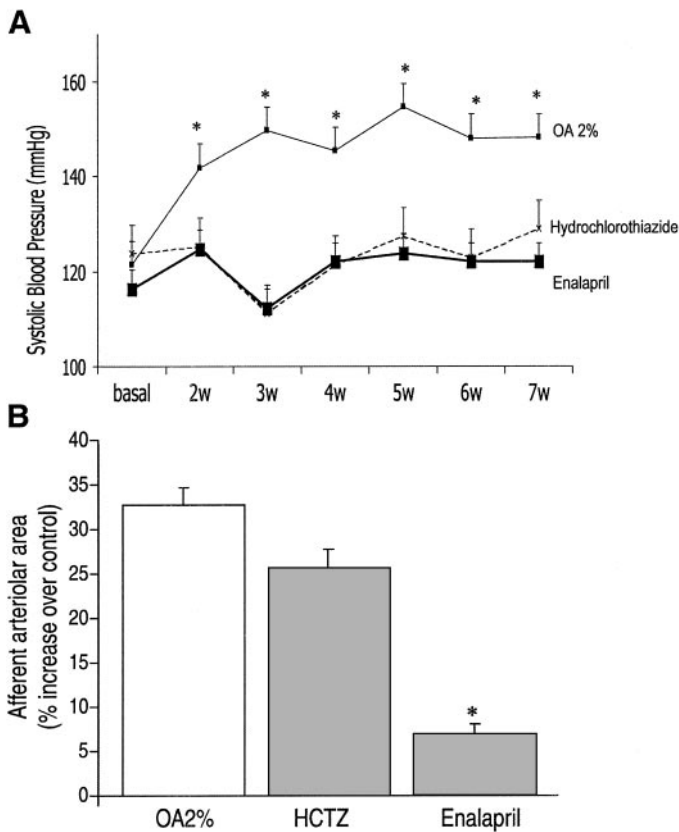 A
160
140
120
100
Systolic Blood Pressure (mmHg)
*
*
*
*
*
*
OA 2%
Hydrochlorothiazide
Enalapril
basal 2w 3w 4w 5w 6w 7w
B
40
35
30
25
20
15
10
5
0
Afferent arteriolar area
(% increase over control)
*
OA2% HCTZ Enalapril